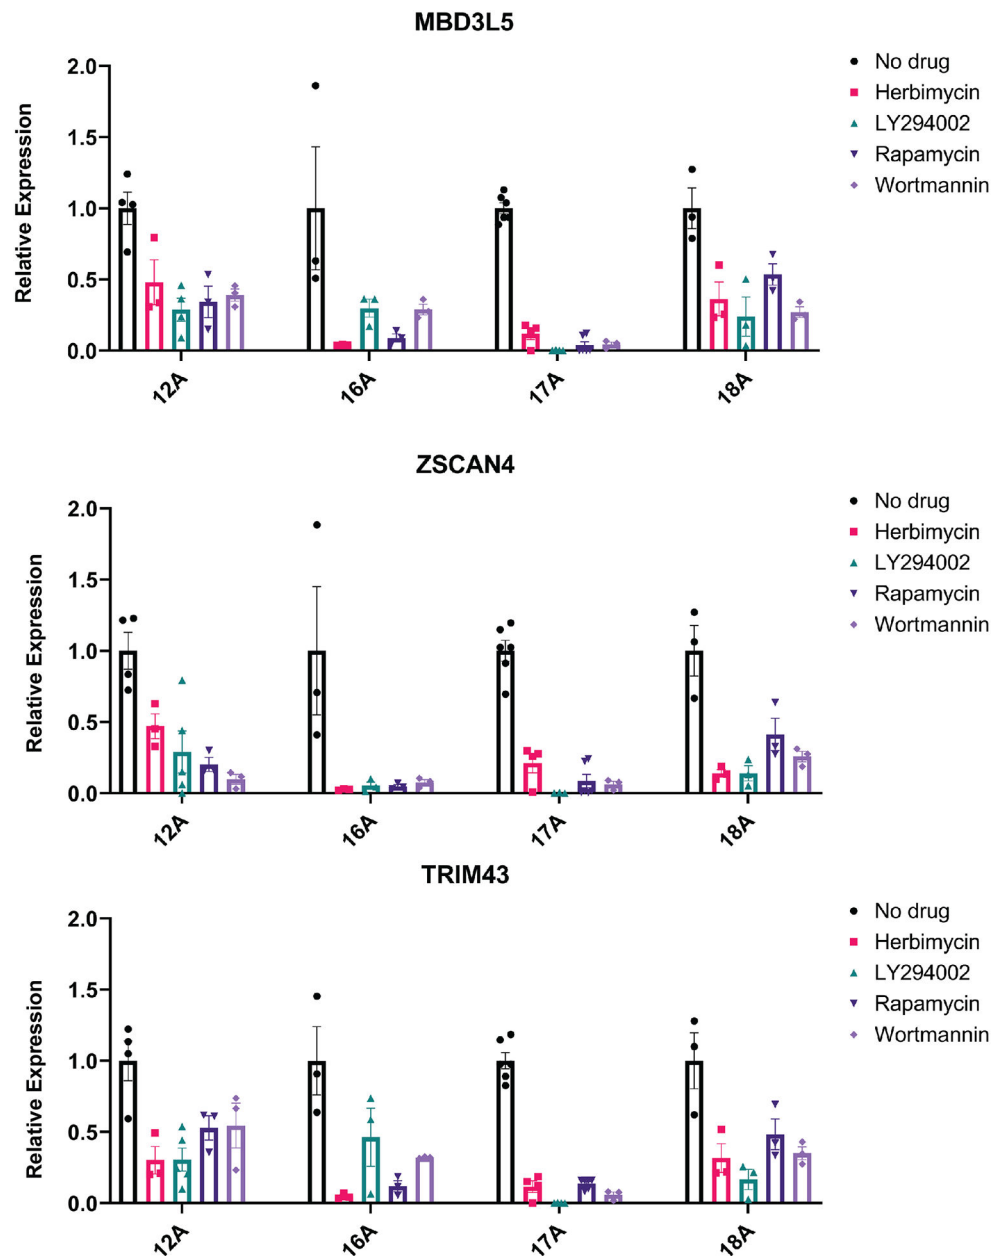 MBD3L5
Relative Expression
2.0
1.5
1.0
0.5
0.0
12A
16A
17A
18A
No drug
Herbimycin
LY294002
Rapamycin
Wortmannin
ZSCAN4
Relative Expression
2.0
1.5
1.0
0.5
0.0
12A
16A
17A
18A
No drug
Herbimycin
LY294002
Rapamycin
Wortmannin
TRIM43
Relative Expression
2.0
1.5
1.0
0.5
0.0
12A
16A
17A
18A
No drug
Herbimycin
LY294002
Rapamycin
Wortmannin